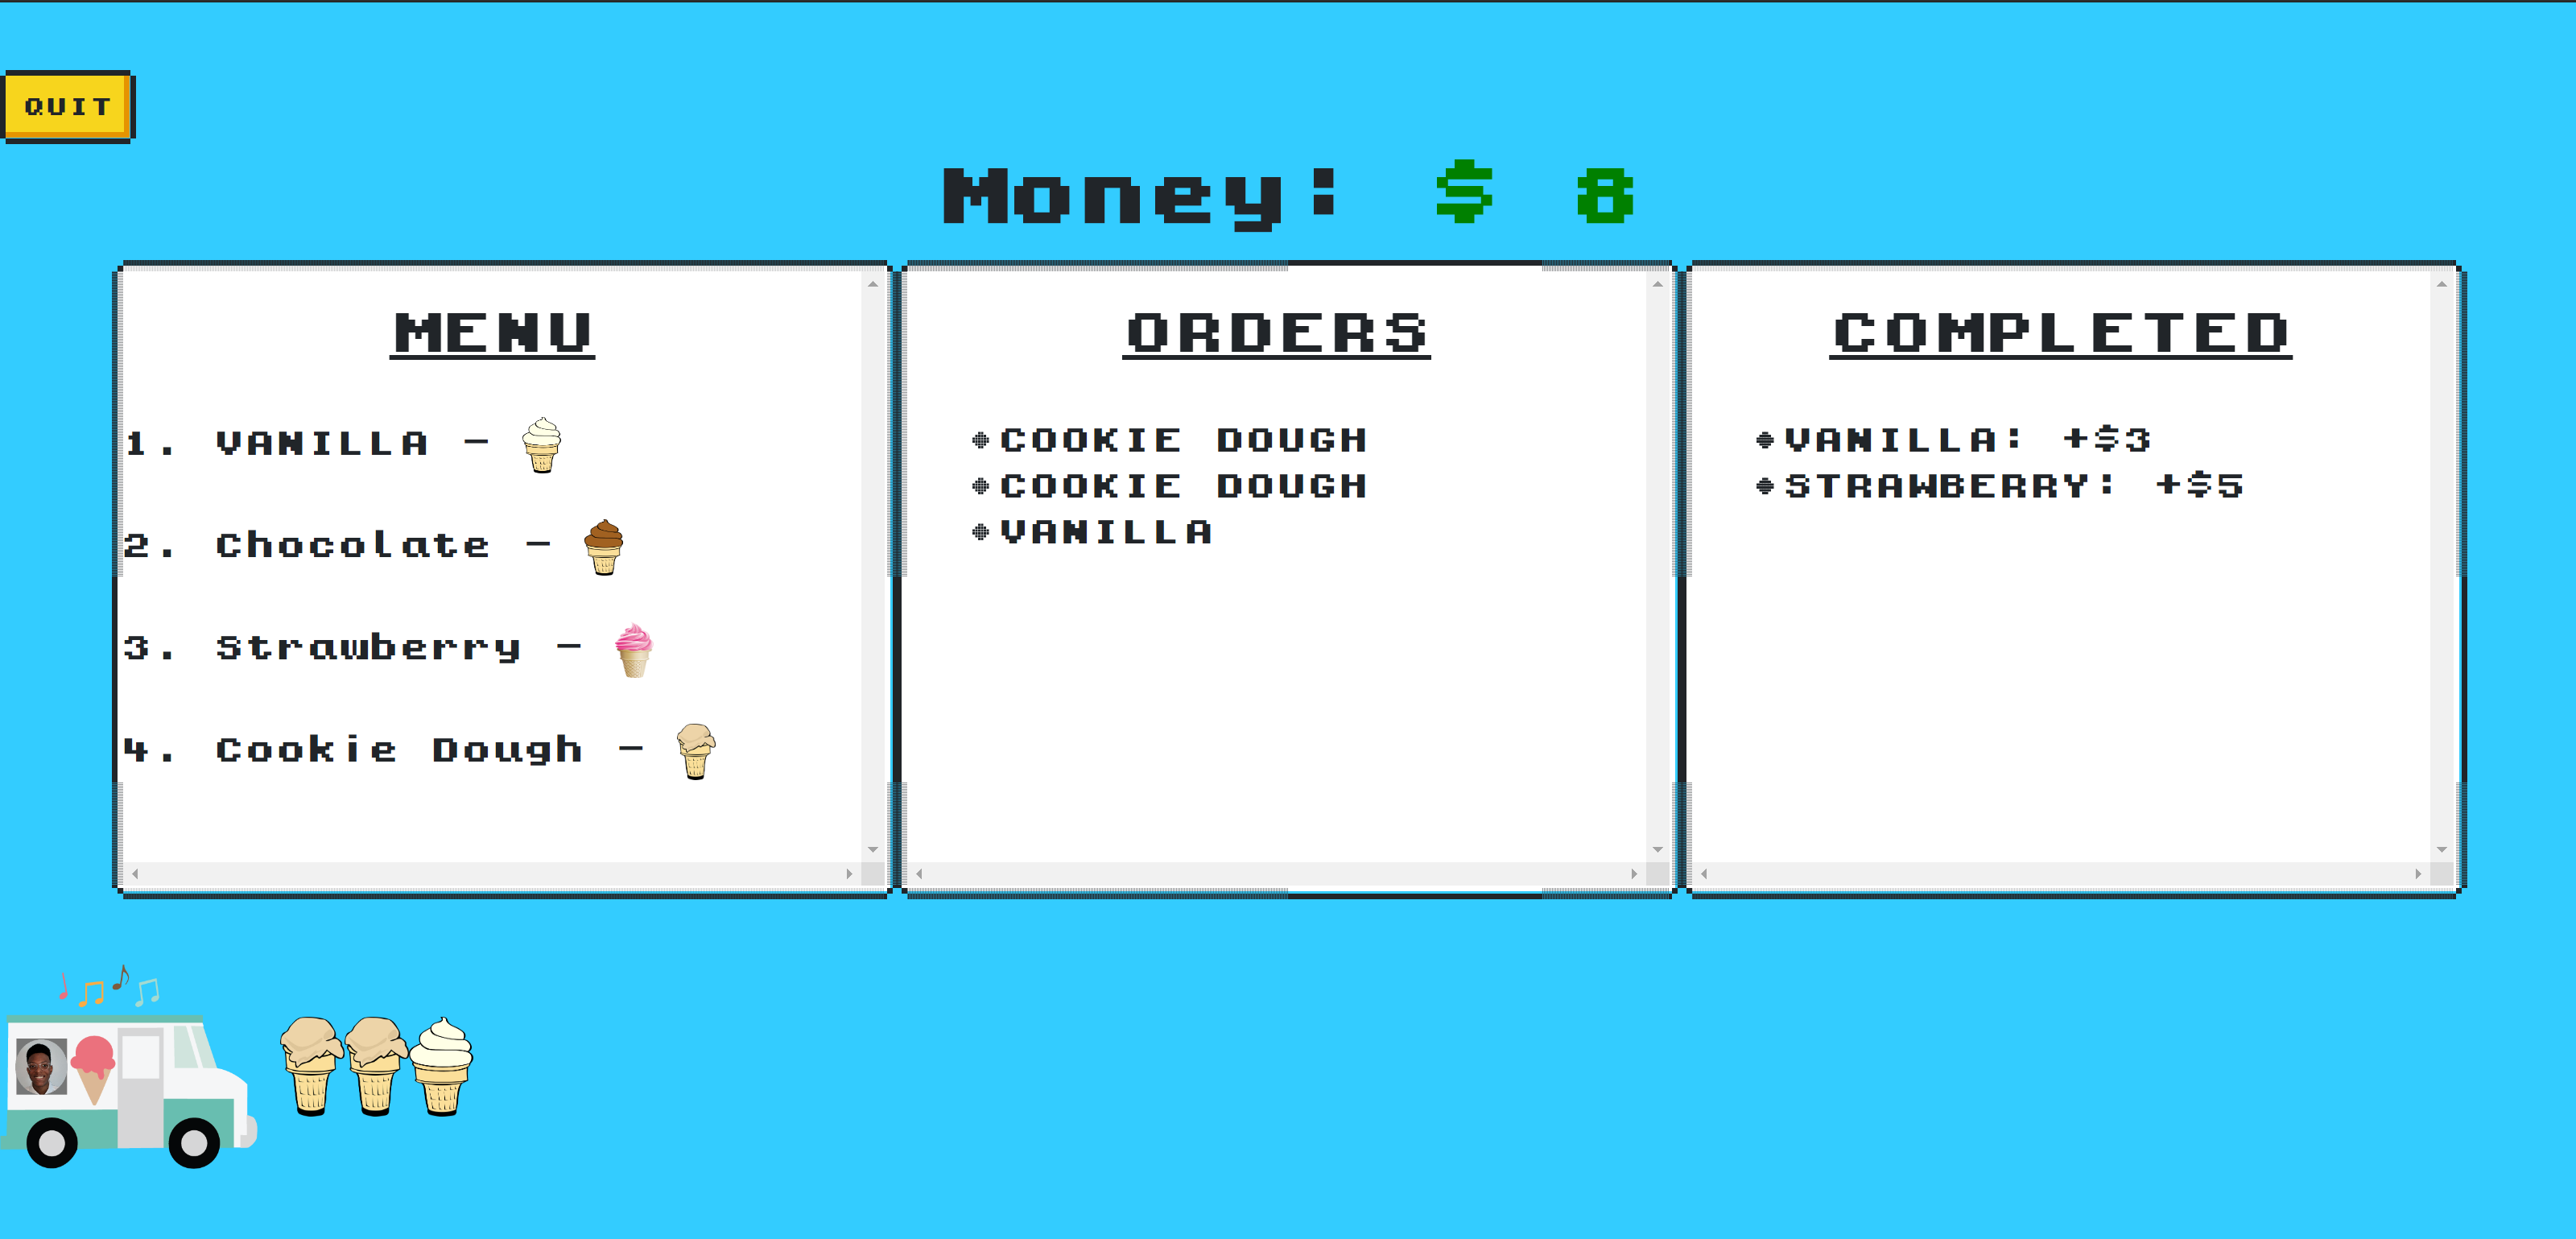 QUIT
Money: $ 8
MENU
1. VANILLA -
2. Chocolate -
3. Strawberry -
4. Cookie Dough -
ORDERS
COOKIE DOUGH
COOKIE DOUGH
VANILLA
COMPLETED
VANILLA: +$3
STRAWBERRY: +$5